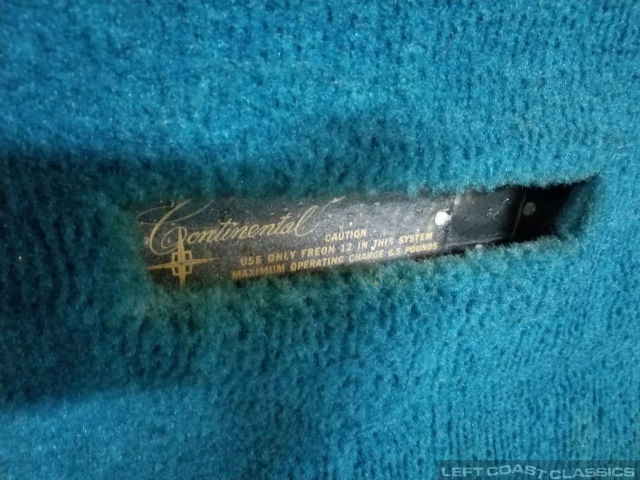 Continental
CAUTION
USE ONLY FREON 12 IN THIS SYSTEM
MAXIMUM OPERATING CHARGE 6.5 POUNDS
LEFT COAST CLASSICS